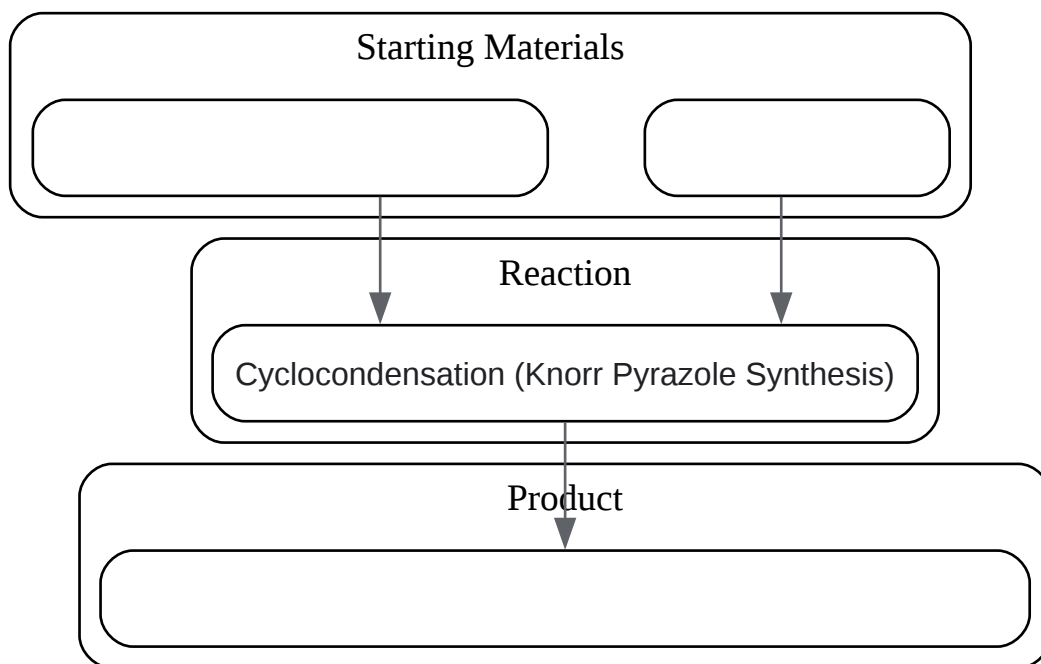 Starting Materials
Reaction
Cyclocondensation (Knorr Pyrazole Synthesis)
Product